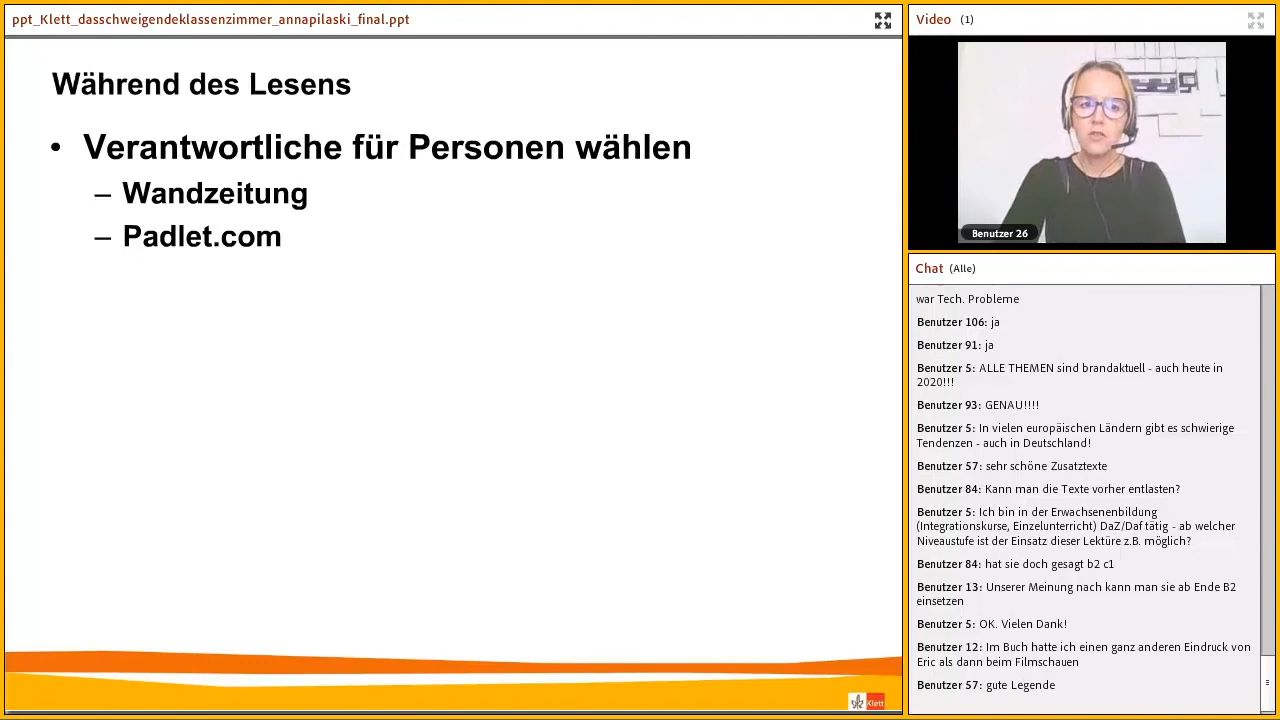 ppt_Klett_dasschweigendeklassenzimmer_annapilaski_final.ppt
Während des Lesens
• Verantwortliche für Personen wählen
– Wandzeitung
– Padlet.com
Klett
Video (1)
Benutzer 26
Chat (Alle)
war Tech. Probleme
Benutzer 106: ja
Benutzer 91: ja
Benutzer 5: ALLE THEMEN sind brandaktuell - auch heute in
2020!!!
Benutzer 93: GENAU!!!!
Benutzer 5: In vielen europäischen Ländern gibt es schwierige
Tendenzen - auch in Deutschland!
Benutzer 57: sehr schöne Zusatztexte
Benutzer 84: Kann man die Texte vorher entlasten?
Benutzer 5: Ich bin in der Erwachsenenbildung
(Integrationskurse, Einzelunterricht) DaZ/Daf tätig - ab welcher
Niveaustufe ist der Einsatz dieser Lektüre z.B. möglich?
Benutzer 84: hat sie doch gesagt b2 c1
Benutzer 13: Unserer Meinung nach kann man sie ab Ende B2
einsetzen
Benutzer 5: OK. Vielen Dank!
Benutzer 12: Im Buch hatte ich einen ganz anderen Eindruck von
Eric als dann beim Filmschauen
Benutzer 57: gute Legende